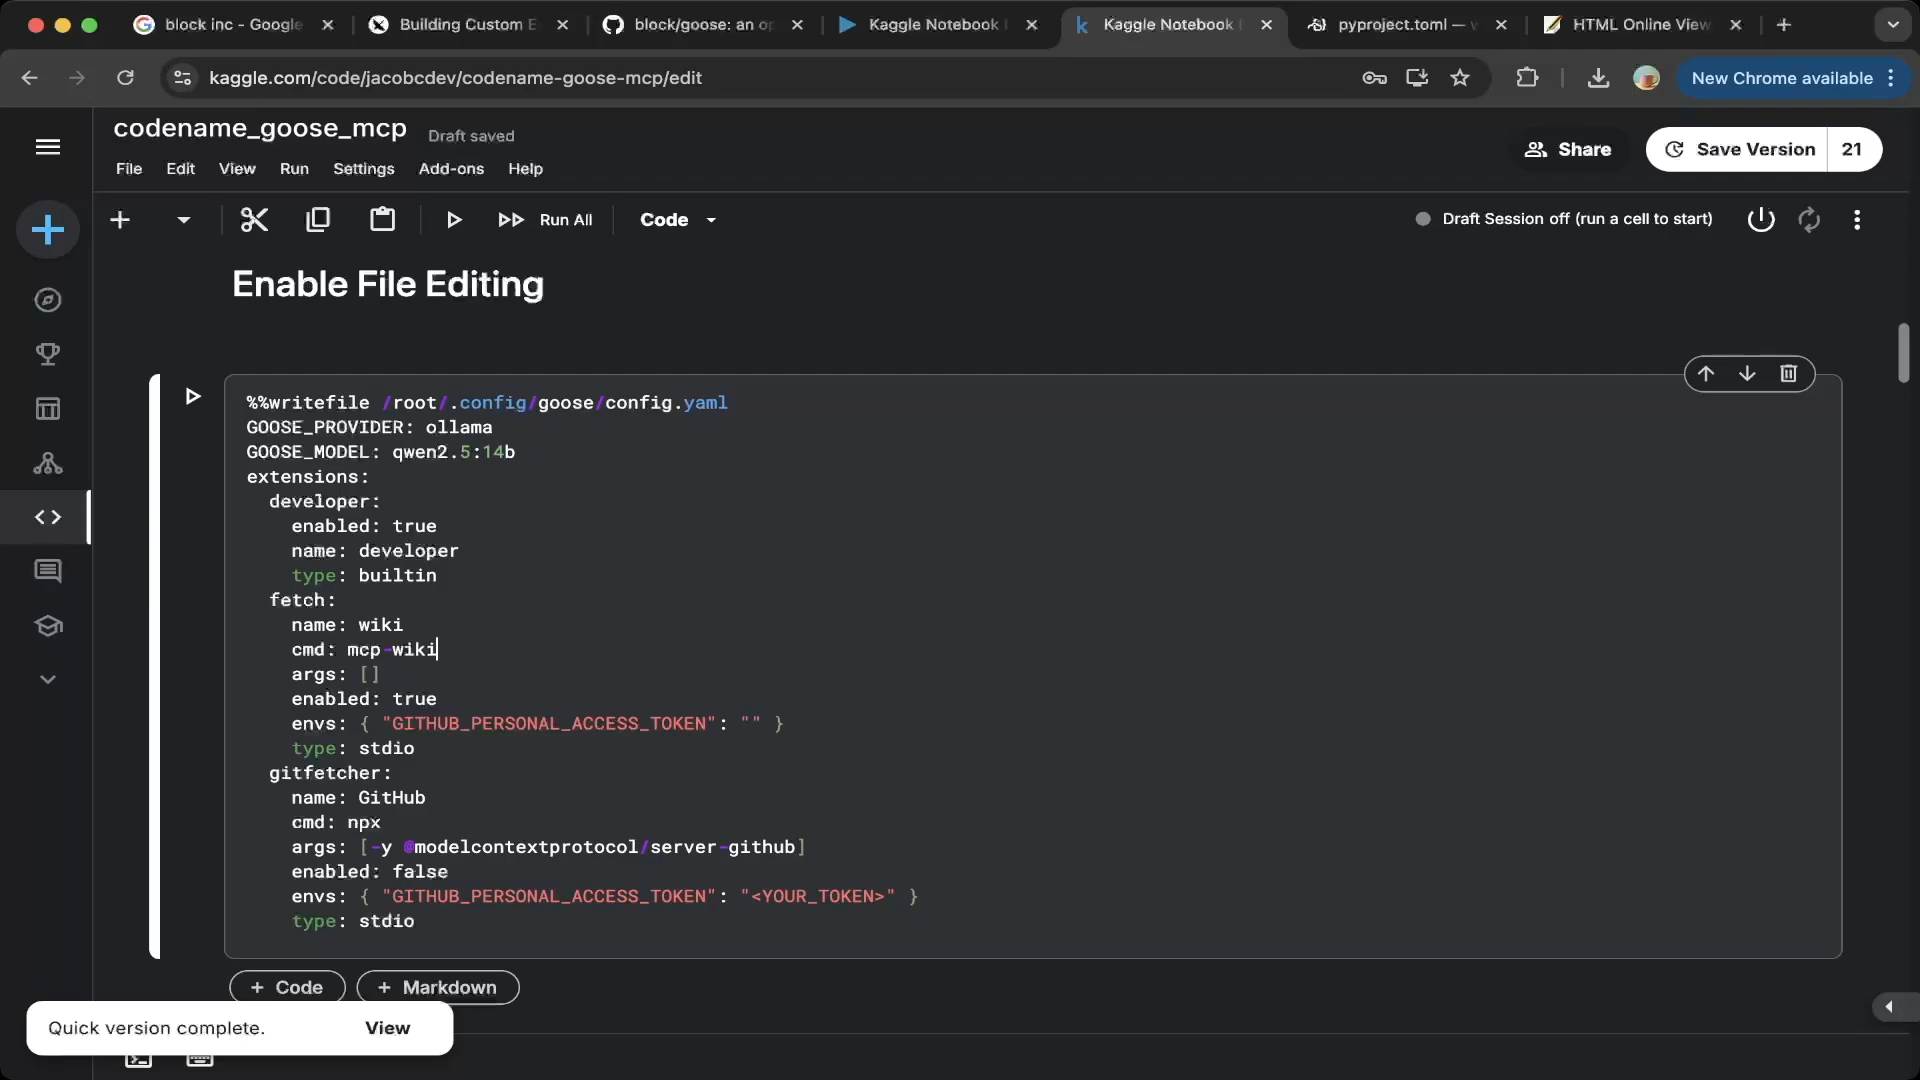 block inc - Google
Building Custom E
block/goose: an op
Kaggle Notebook
Kaggle Notebook
pyproject.toml —
HTML Online View
kaggle.com/code/jacobcdev/codename-goose-mcp/edit
New Chrome available
codename_goose_mcp
Draft saved
File Edit View Run Settings Add-ons Help
Share
Save Version
21
Run All
Code
Draft Session off (run a cell to start)
Enable File Editing
%%writefile /root/.config/goose/config.yaml
GOOSE_PROVIDER: ollama
GOOSE_MODEL: qwen2.5:14b
extensions:
developer:
enabled: true
name: developer
type: builtin
fetch:
name: wiki
cmd: mcp-wiki
args: []
enabled: true
envs: { "GITHUB_PERSONAL_ACCESS_TOKEN": "" }
type: stdio
gitfetcher:
name: GitHub
cmd: npx
args: [-y @modelcontextprotocol/server-github]
enabled: false
envs: { "GITHUB_PERSONAL_ACCESS_TOKEN": "<YOUR_TOKEN>" }
type: stdio
+ Code
+ Markdown
Quick version complete.
View